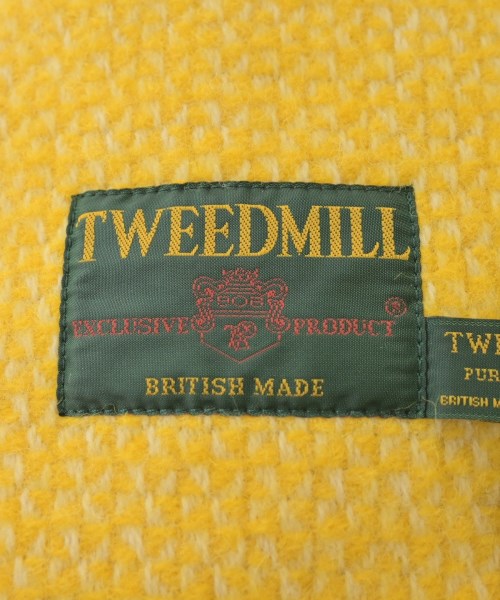 TWEEDMILL
EXCLUSIVE PRODUCT ®
BRITISH MADE
TWE
PUR
BRITISH M